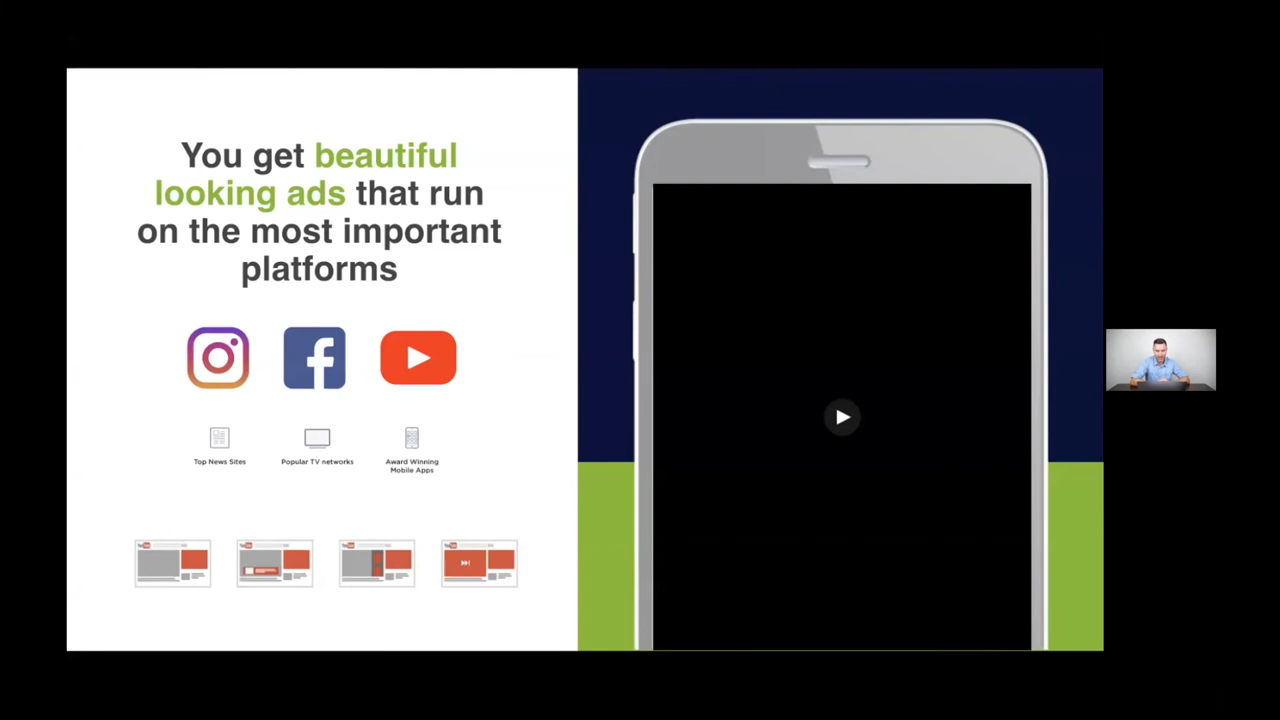 You get beautiful
looking ads that run
on the most important
platforms
Top News Sites
Popular TV networks
Award Winning
Mobile Apps